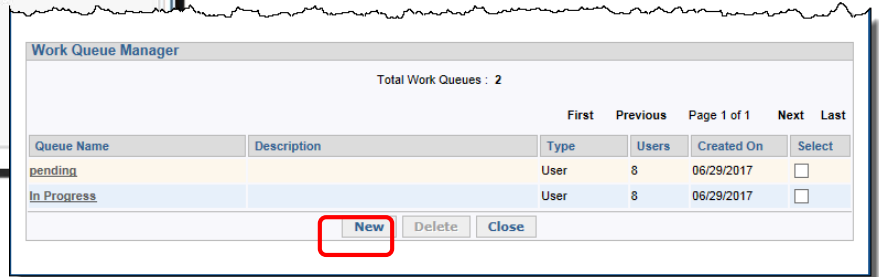 Work Queue Manager
Total Work Queues : 2
First Previous Page 1 of 1 Next Last
Queue Name Description Type Users Created On Select
pending User 8 06/29/2017
In Progress User 8 06/29/2017
New Delete Close